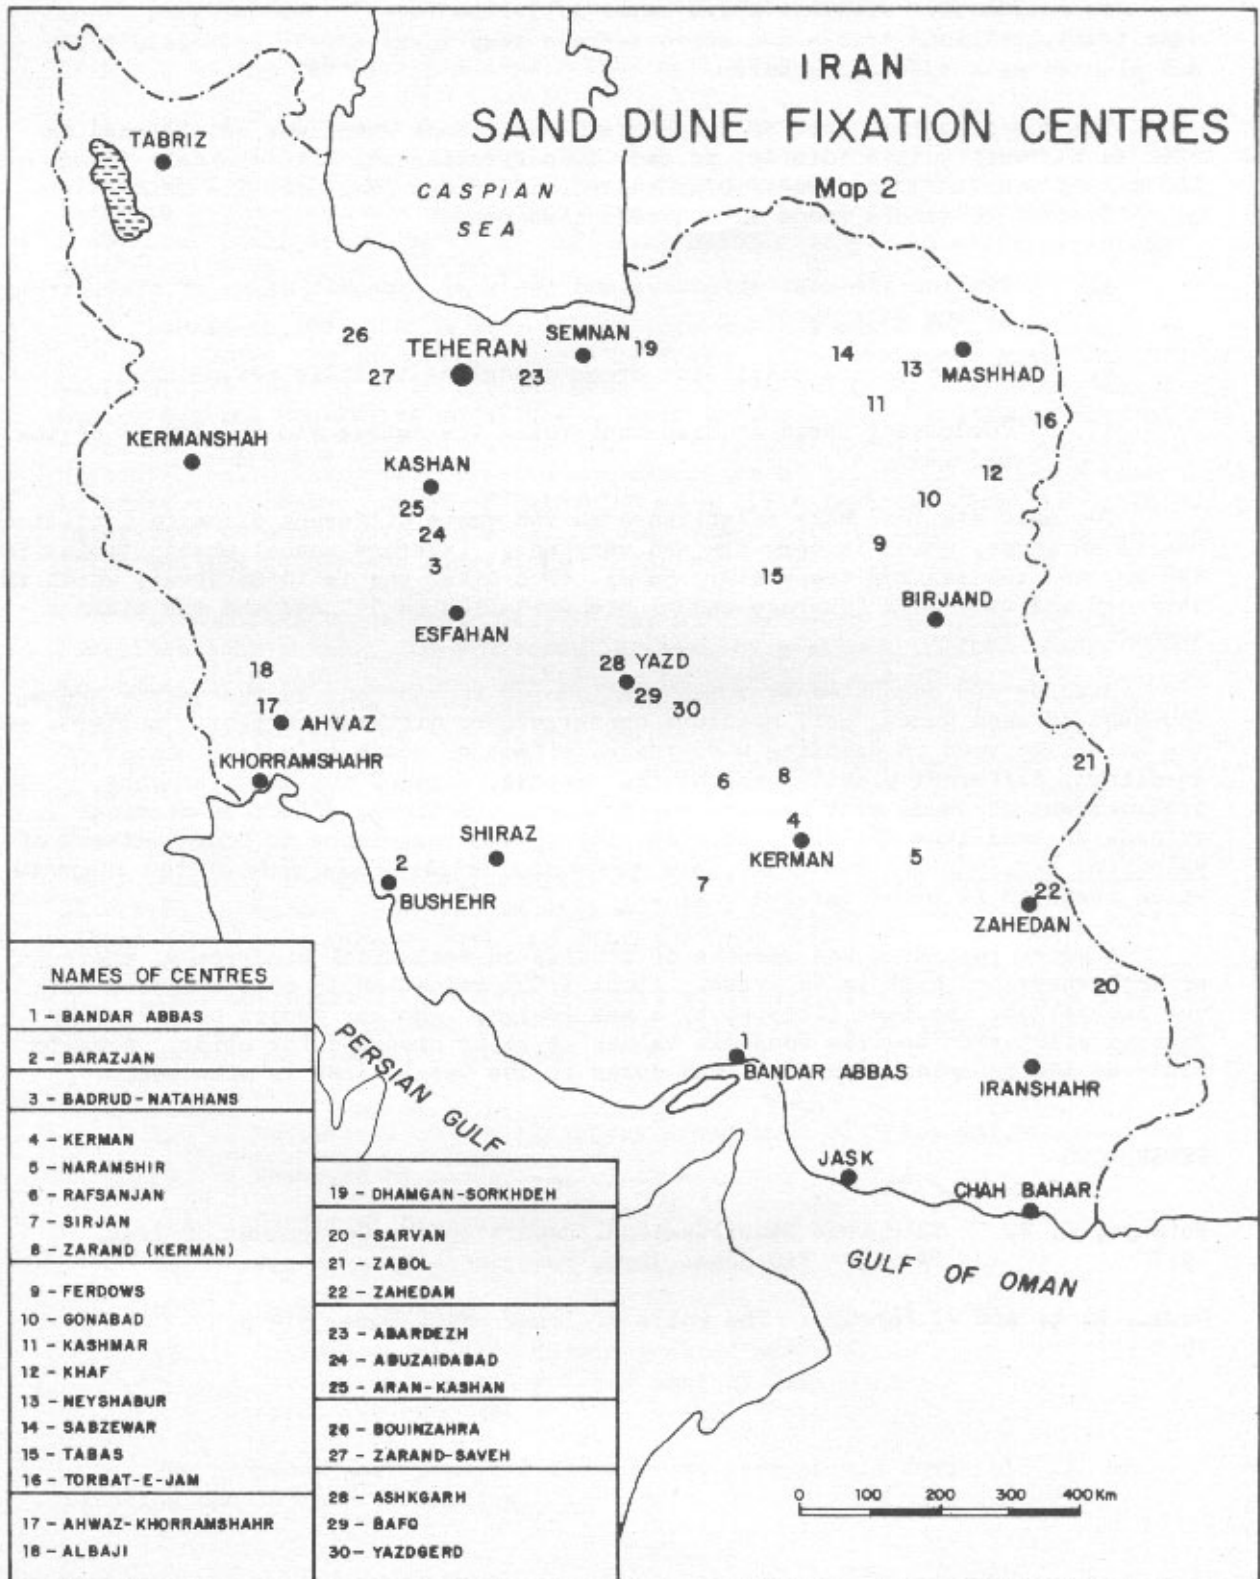 IRAN
SAND DUNE FIXATION CENTRES
Map 2
TABRIZ
CASPIAN
SEA
26
SEMNAN
19
TEHERAN
27
23
14
13
MASHHAD
11
16
KERMANSHAH
KASHAN
12
10
25
24
9
3
15
BIRJAND
ESFAHAN
18
28 YAZD
29
30
17
AHVAZ
KHORRAMSHAHR
21
6
8
4
KERMAN
5
SHIRAZ
2
BUSHEHR
7
22
ZAHEDAN
20
1
BANDAR ABBAS
IRANSHAHR
PERSIAN GULF
JASK
CHAH BAHAR
GULF OF OMAN
NAMES OF CENTRES
1 - BANDAR ABBAS
2 - BARAZJAN
3 - BADRUD-NATAHANS
4 - KERMAN
5 - NARAMSHIR
6 - RAFSANJAN
7 - SIRJAN
8 - ZARAND (KERMAN)
9 - FERDOWS
10 - GONABAD
11 - KASHMAR
12 - KHAF
13 - NEYSHABUR
14 - SABZEWAR
15 - TABAS
16 - TORBAT-E-JAM
17 - AHWAZ-KHORRAMSHAHR
18 - ALBAJI
19 - DHAMGAN-SORKHDEH
20 - SARVAN
21 - ZABOL
22 - ZAHEDAN
23 - ABARDEZH
24 - ABUZAIDABAD
25 - ARAN-KASHAN
26 - BOUINZAHRA
27 - ZARAND-SAVEH
28 - ASHKGARH
29 - BAFQ
30 - YAZDGERD
0 100 200 300 400 Km